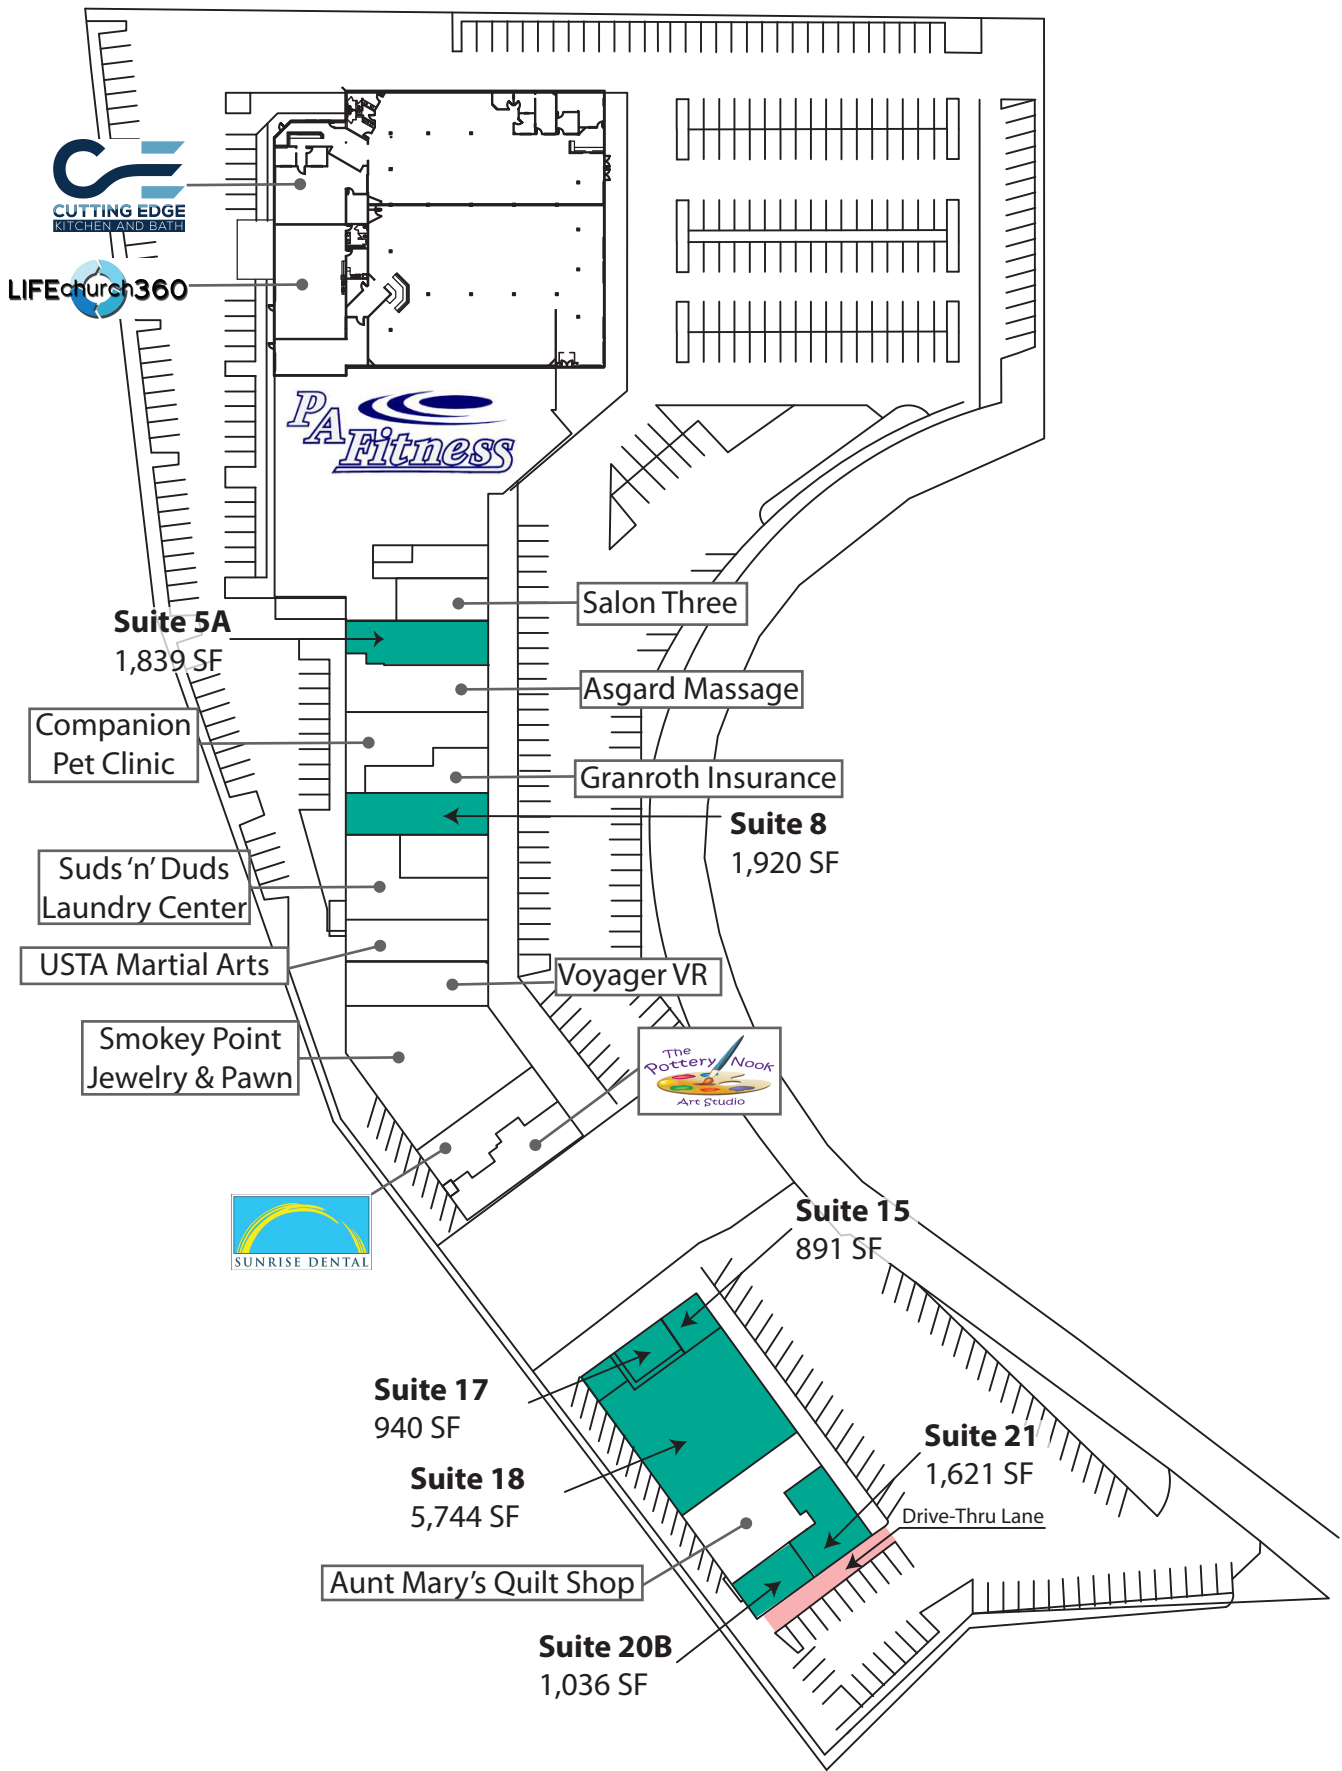 CUTTING EDGE
KITCHEN AND BATH
LIFEchurch360
PA Fitness
Salon Three
Suite 5A
1,839 SF
Asgard Massage
Companion
Pet Clinic
Granroth Insurance
Suite 8
1,920 SF
Suds ‘n’ Duds
Laundry Center
USTA Martial Arts
Voyager VR
Smokey Point
Jewelry & Pawn
The
Pottery Nook
Art Studio
SUNRISE DENTAL
Suite 15
891 SF
Suite 17
940 SF
Suite 18
5,744 SF
Suite 21
1,621 SF
Drive-Thru Lane
Aunt Mary’s Quilt Shop
Suite 20B
1,036 SF